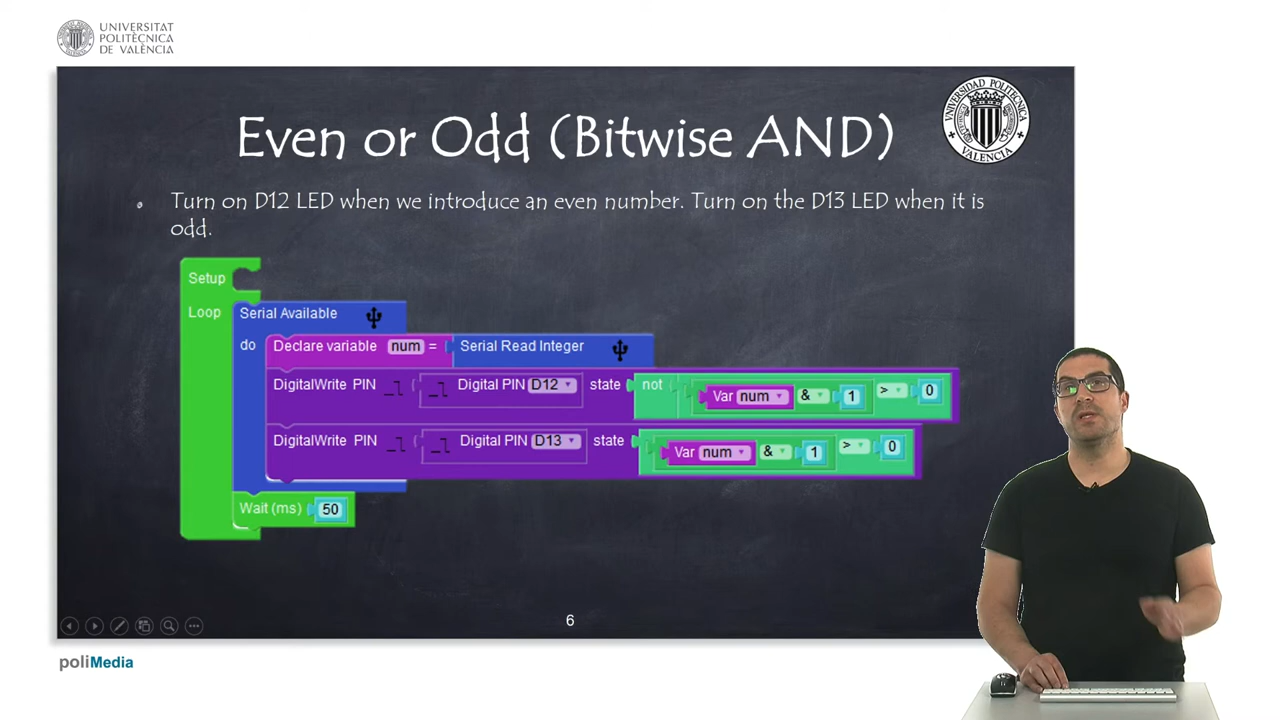 UNIVERSITAT
POLITÈCNICA
DE VALÈNCIA
UNIVERSIDAD POLITECNICA
VALENCIA
Even or Odd (Bitwise AND)
Turn on D12 LED when we introduce an even number. Turn on the D13 LED when it is
odd.
Setup
Loop
Serial Available
do
Declare variable num = Serial Read Integer
DigitalWrite PIN Digital PIN D12 state not Var num & 1 > 0
DigitalWrite PIN Digital PIN D13 state Var num & 1 > 0
Wait (ms) 50
6
poliMedia